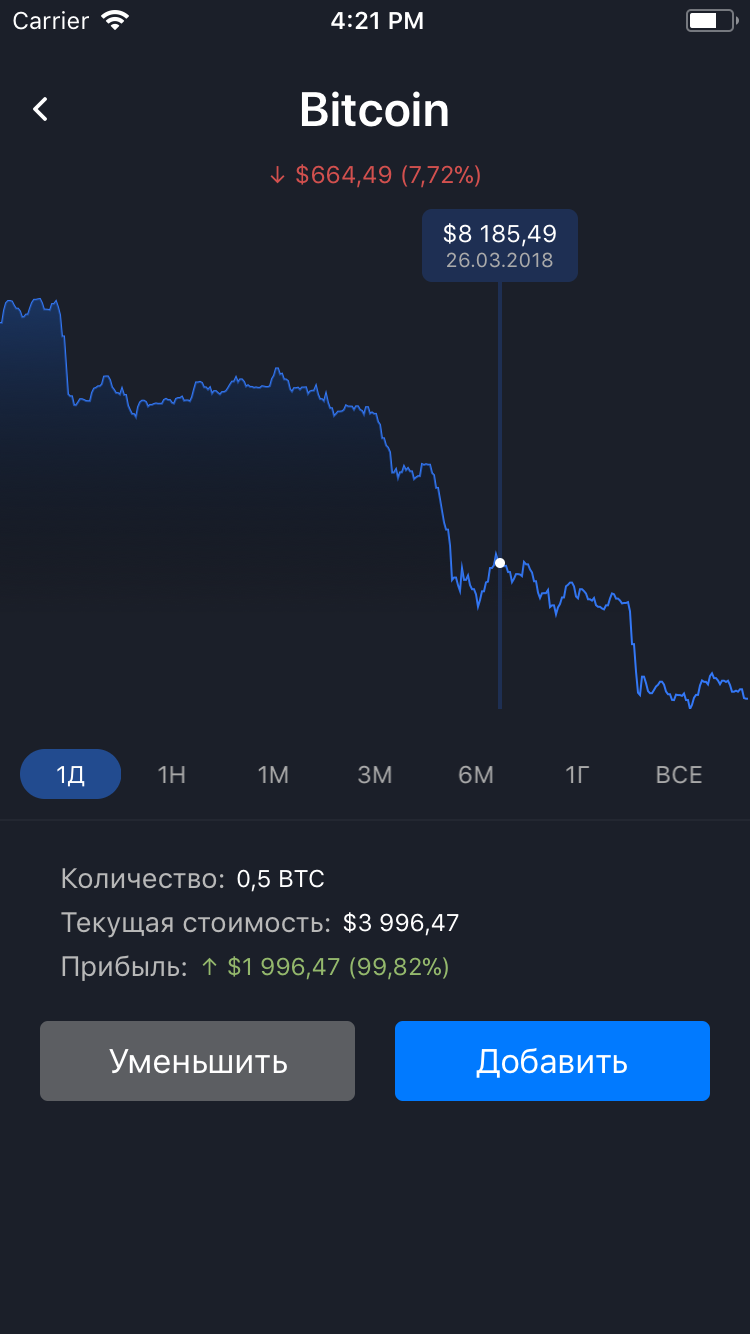 Carrier 4:21 PM
Bitcoin
↓ $664,49 (7,72%)
$8 185,49
26.03.2018
1Д 1Н 1М 3М 6М 1Г ВСЕ
Количество: 0,5 BTC
Текущая стоимость: $3 996,47
Прибыль: ↑ $1 996,47 (99,82%)
Уменьшить Добавить